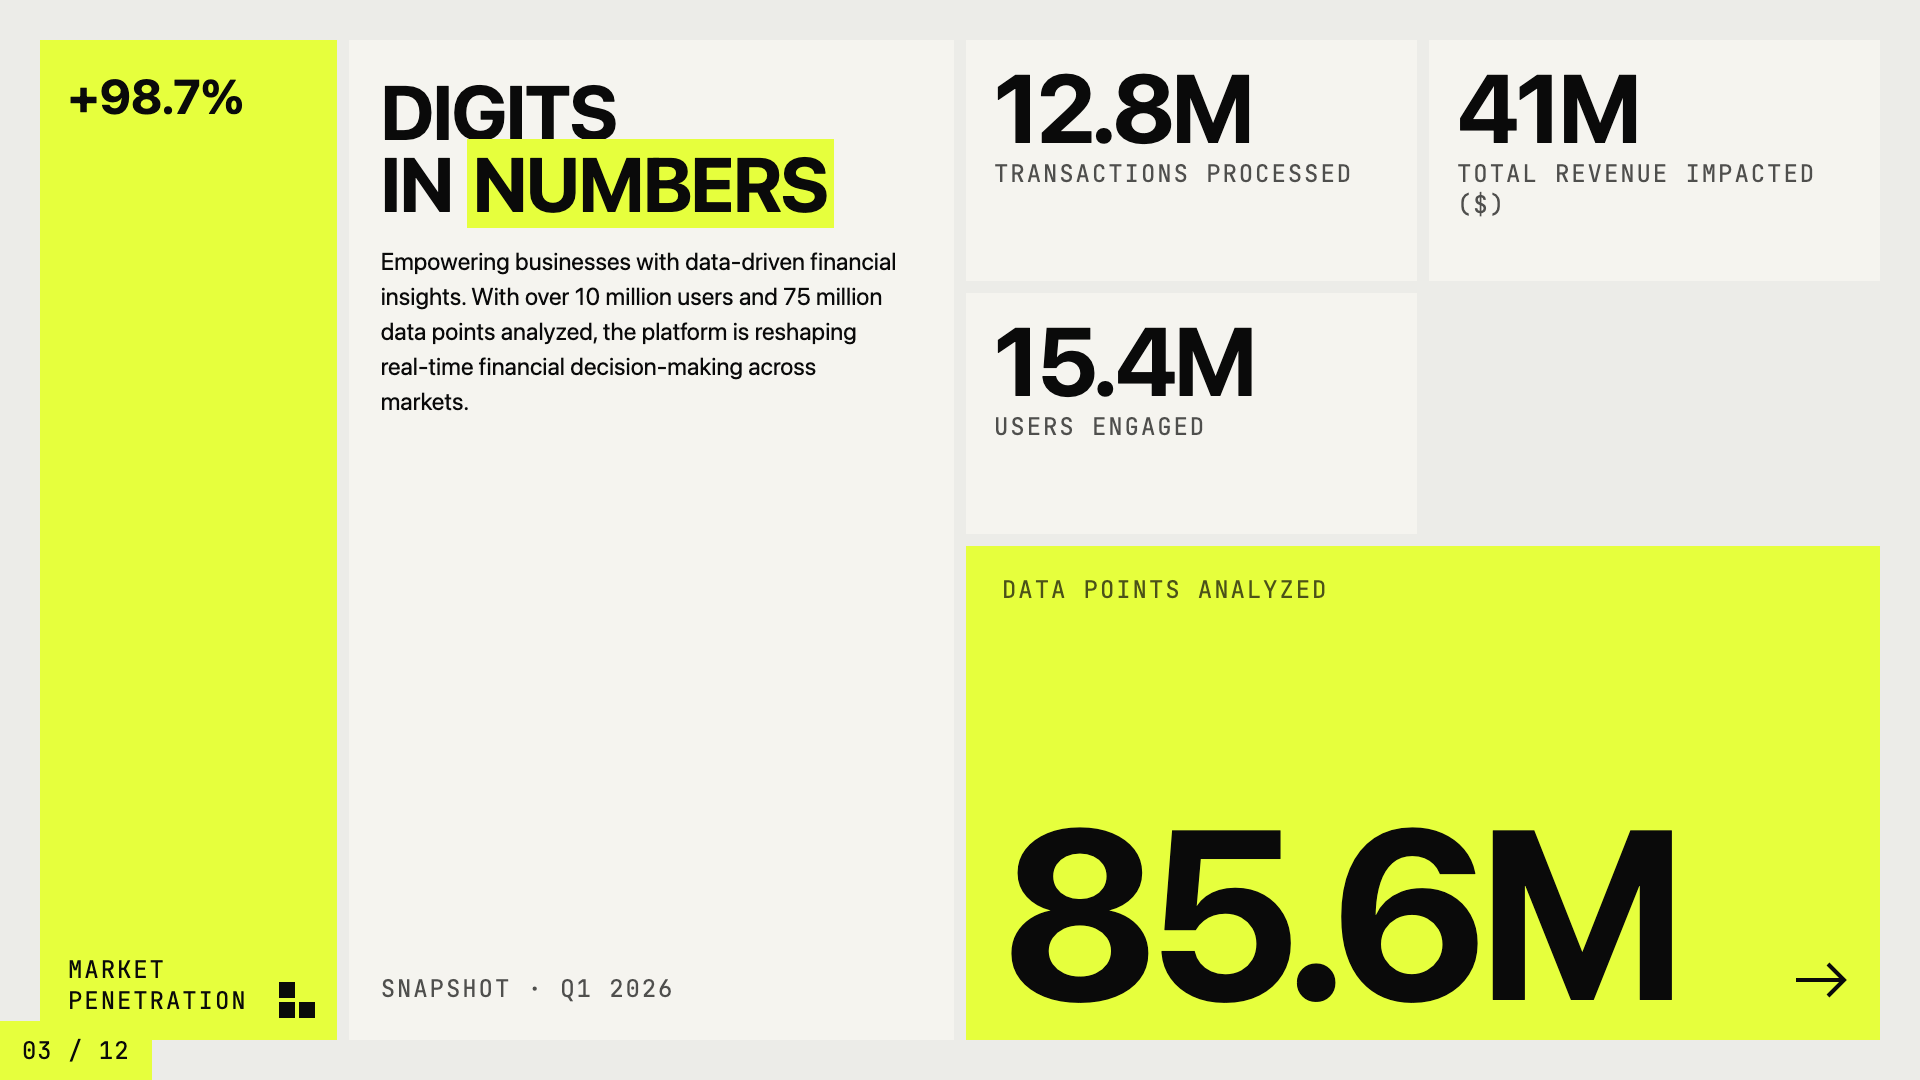 +98.7%
MARKET
PENETRATION
DIGITS
IN NUMBERS
Empowering businesses with data-driven financial
insights. With over 10 million users and 75 million
data points analyzed, the platform is reshaping
real-time financial decision-making across
markets.
SNAPSHOT · Q1 2026
12.8M
TRANSACTIONS PROCESSED
41M
TOTAL REVENUE IMPACTED
($)
15.4M
USERS ENGAGED
DATA POINTS ANALYZED
85.6M
03 / 12